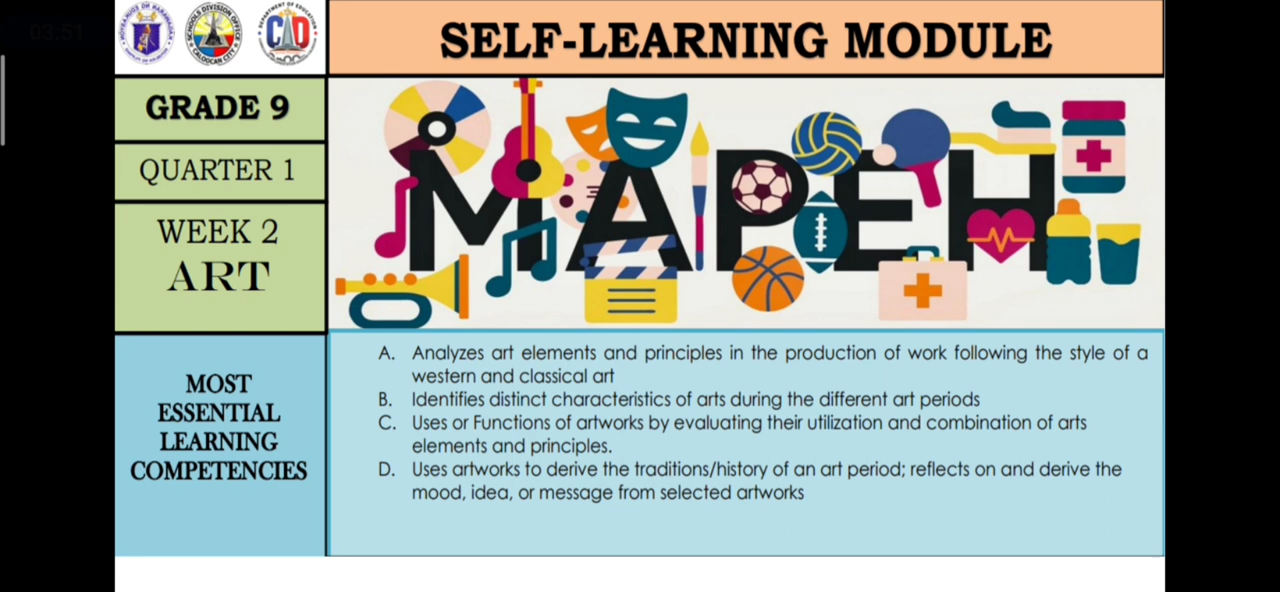 03:51
SELF-LEARNING MODULE
GRADE 9
QUARTER 1
WEEK 2
ART
MAPEH
MOST
ESSENTIAL
LEARNING
COMPETENCIES
A. Analyzes art elements and principles in the production of work following the style of a
western and classical art
B. Identifies distinct characteristics of arts during the different art periods
C. Uses or Functions of artworks by evaluating their utilization and combination of arts
elements and principles.
D. Uses artworks to derive the traditions/history of an art period; reflects on and derive the
mood, idea, or message from selected artworks